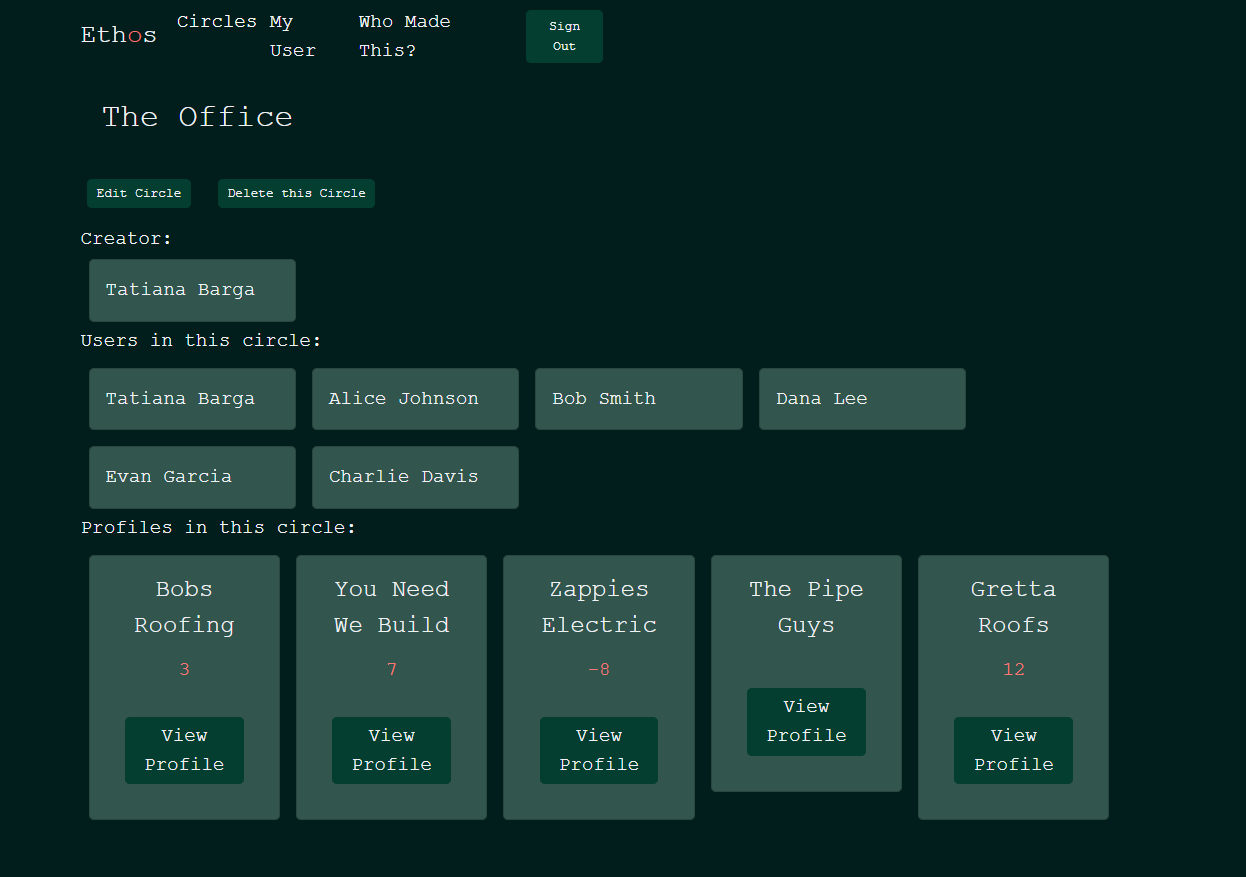 Ethos
Circles
My
User
Who Made
This?
Sign
Out
The Office
Edit Circle
Delete this Circle
Creator:
Tatiana Barga
Users in this circle:
Tatiana Barga
Alice Johnson
Bob Smith
Dana Lee
Evan Garcia
Charlie Davis
Profiles in this circle:
Bobs
Roofing
3
View
Profile
You Need
We Build
7
View
Profile
Zappies
Electric
-8
View
Profile
The Pipe
Guys
View
Profile
Gretta
Roofs
12
View
Profile